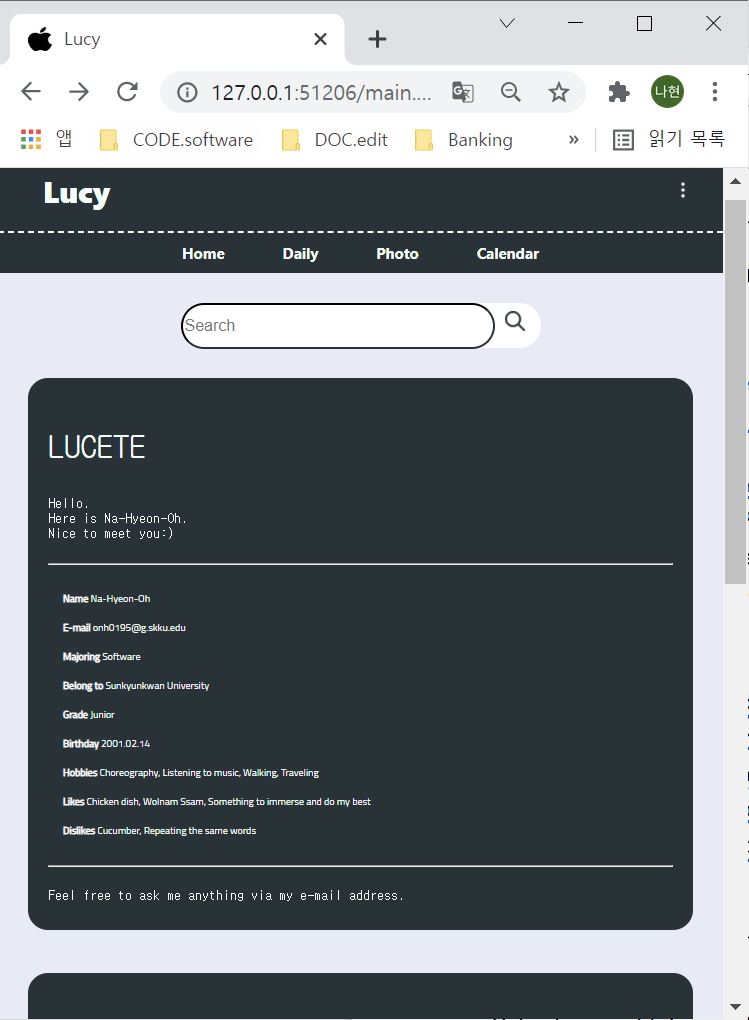 Lucy
127.0.0.1:51206/main....
나현
앱
CODE.software
DOC.edit
Banking
»
읽기 목록
Lucy
Home
Daily
Photo
Calendar
Search
LUCETE
Hello.
Here is Na-Hyeon-Oh.
Nice to meet you:)
Name Na-Hyeon-Oh
E-mail onh0195@g.skku.edu
Majoring Software
Belong to Sunkyunkwan University
Grade Junior
Birthday 2001.02.14
Hobbies Choreography, Listening to music, Walking, Traveling
Likes Chicken dish, Wolnam Ssam, Something to immerse and do my best
Dislikes Cucumber, Repeating the same words
Feel free to ask me anything via my e-mail address.